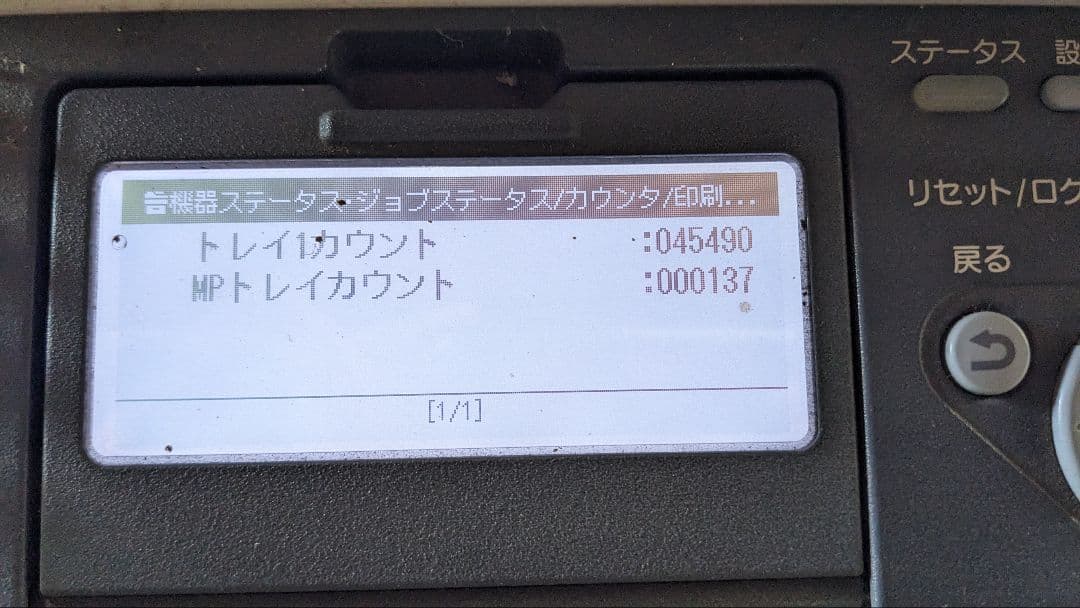 ステータス
設
機器ステータス・ジョブステータス/カウンタ/印刷...
リセット/ログ
トレイ1カウント :045490
戻る
MPトレイカウント :000137
[1/1]